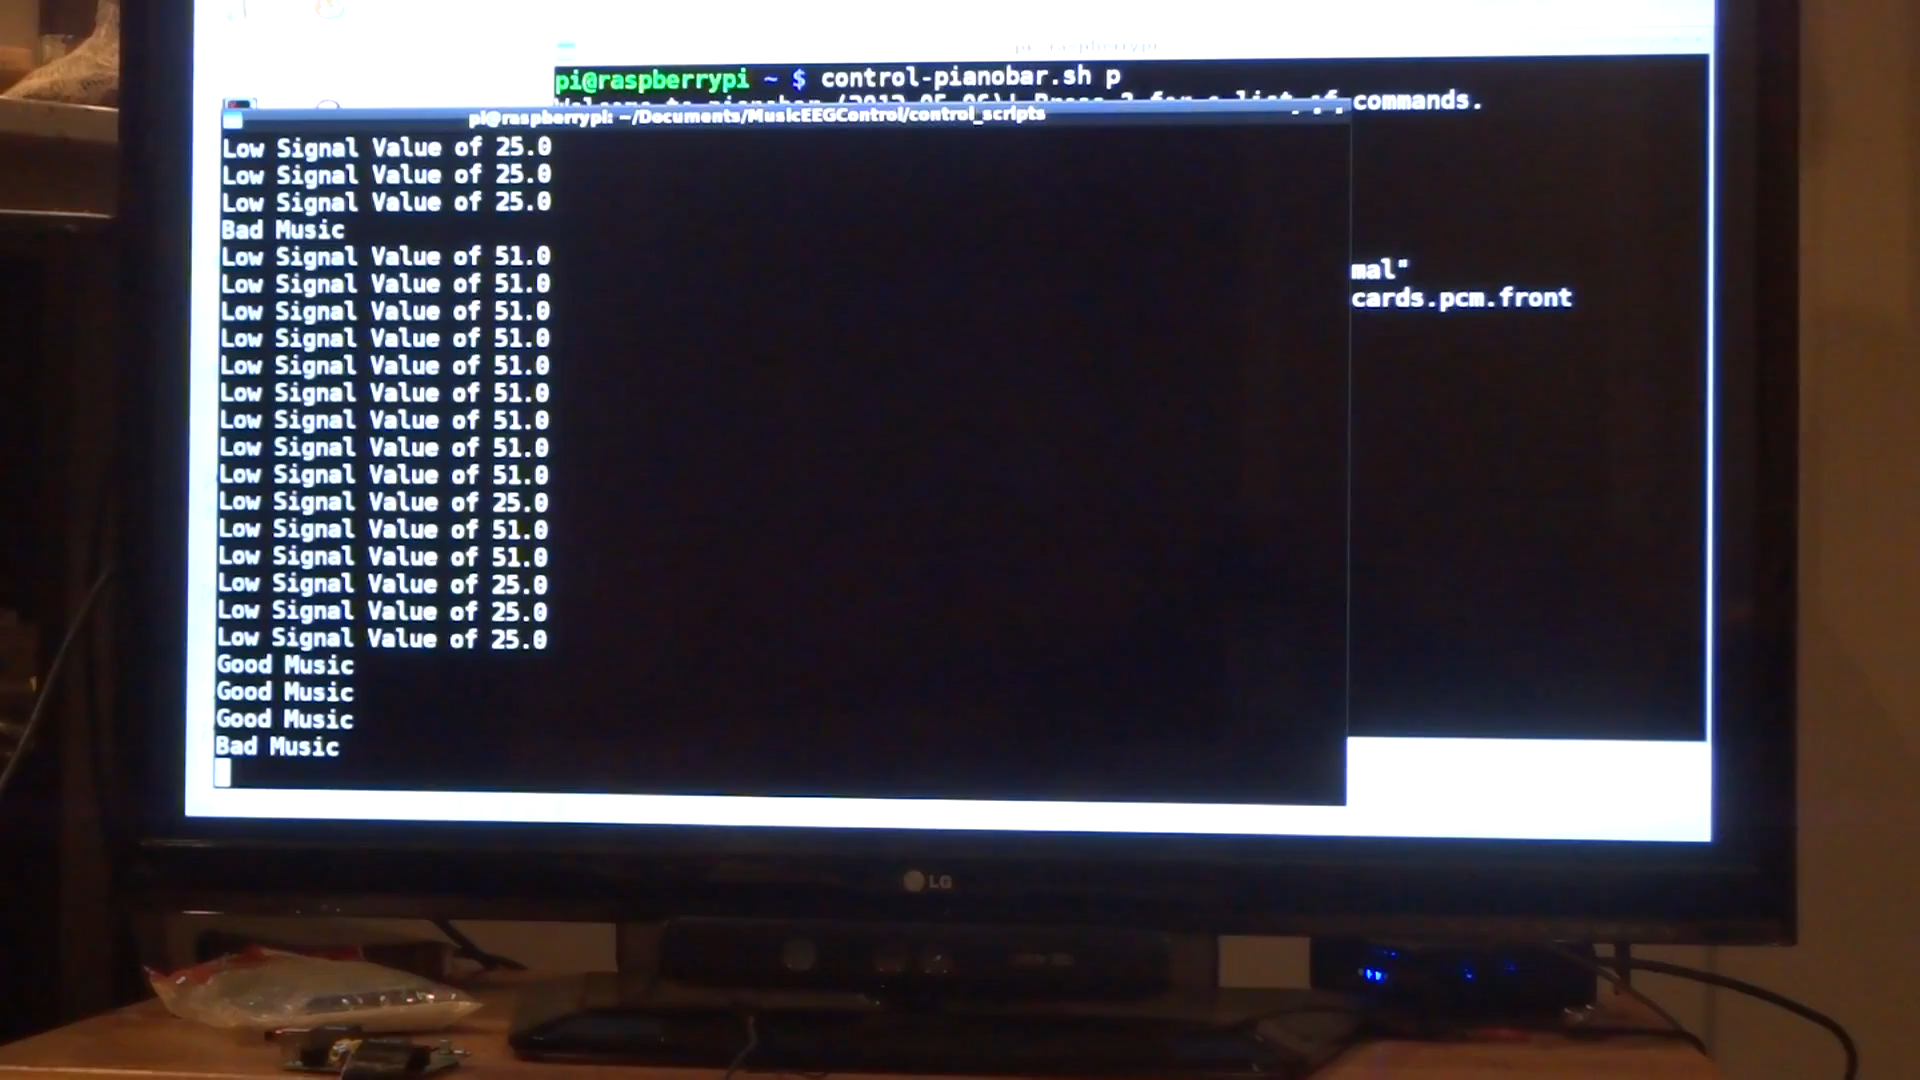 pi@raspberrypi ~ $ control-pianobar.sh p
commands.
pi@raspberrypi: ~/Documents/MusicEEGControl/control_scripts
Low Signal Value of 25.0
Low Signal Value of 25.0
Low Signal Value of 25.0
Bad Music
Low Signal Value of 51.0
Low Signal Value of 51.0
mal"
cards.pcm.front
Low Signal Value of 51.0
Low Signal Value of 51.0
Low Signal Value of 51.0
Low Signal Value of 51.0
Low Signal Value of 51.0
Low Signal Value of 51.0
Low Signal Value of 51.0
Low Signal Value of 25.0
Low Signal Value of 51.0
Low Signal Value of 51.0
Low Signal Value of 25.0
Low Signal Value of 25.0
Low Signal Value of 25.0
Good Music
Good Music
Good Music
Bad Music
LG